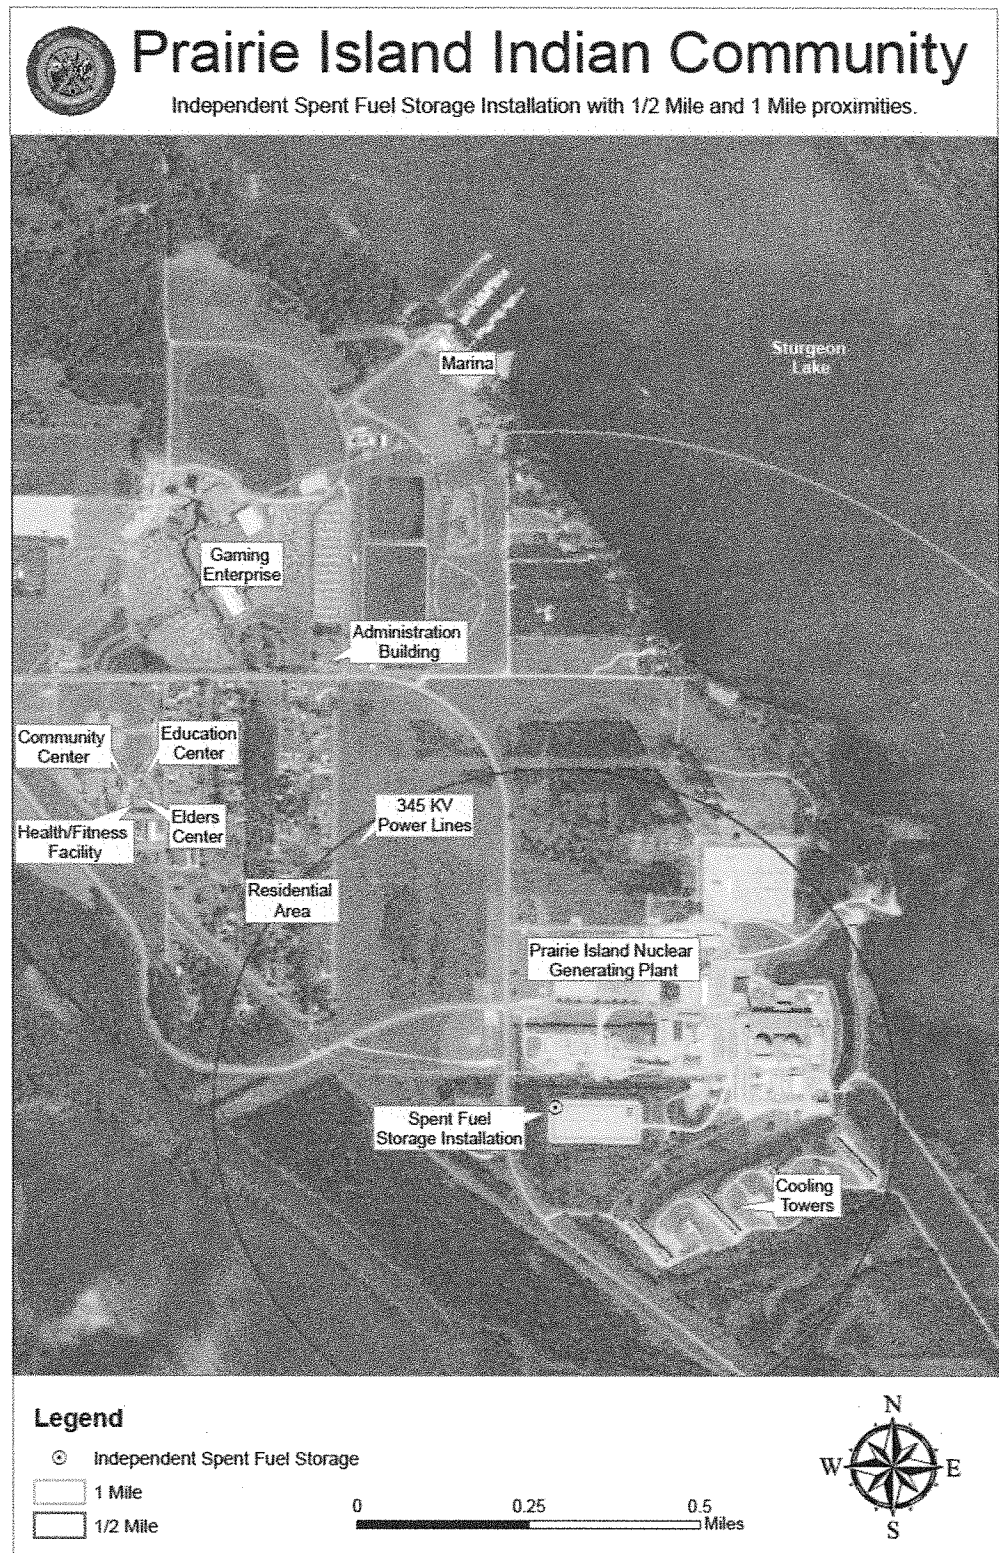 Prairie Island Indian Community
Independent Spent Fuel Storage Installation with 1/2 Mile and 1 Mile proximities.
Sturgeon
Lake
Marina
Gaming
Enterprise
Administration
Building
Community
Center
Education
Center
345 KV
Power Lines
Health/Fitness
Facility
Elders
Center
Residential
Area
Prairie Island Nuclear
Generating Plant
Spent Fuel
Storage Installation
Cooling
Towers
Legend
Independent Spent Fuel Storage
1 Mile
1/2 Mile
0 0.25 0.5
Miles
N
W E
S